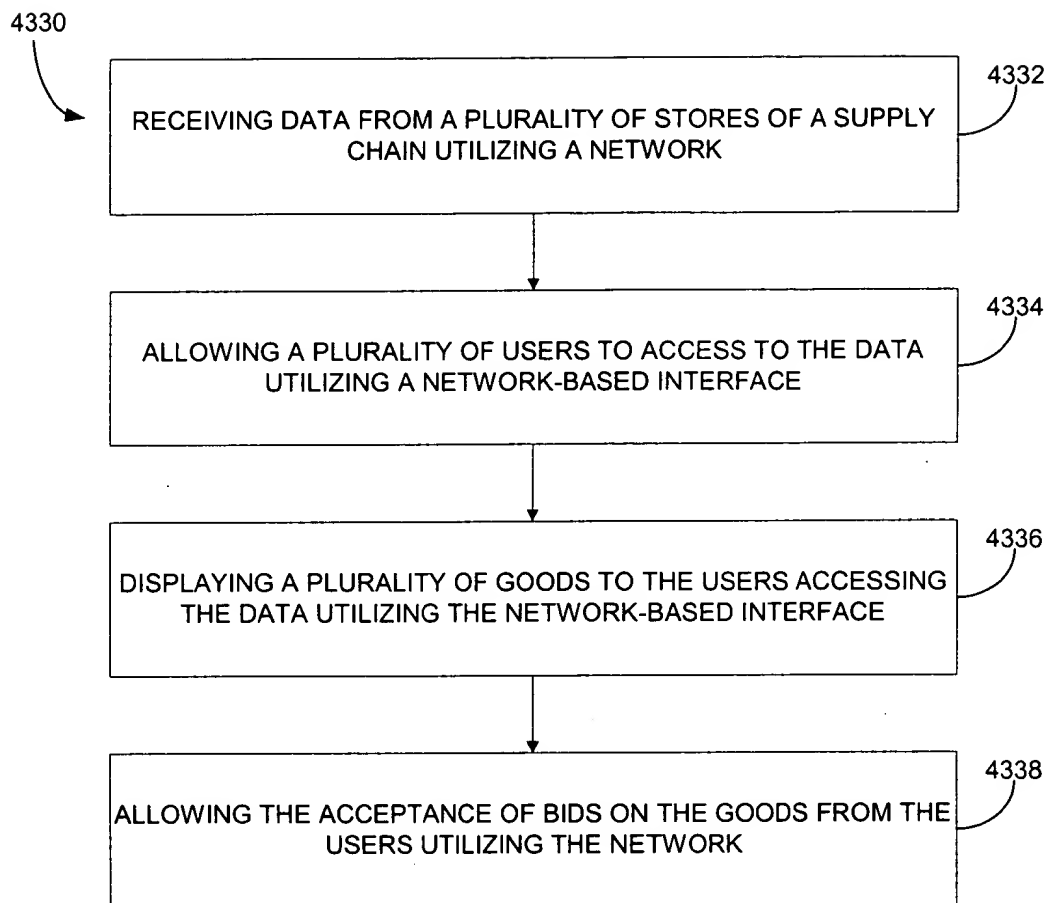 4330
4332
RECEIVING DATA FROM A PLURALITY OF STORES OF A SUPPLY
CHAIN UTILIZING A NETWORK
4334
ALLOWING A PLURALITY OF USERS TO ACCESS TO THE DATA
UTILIZING A NETWORK-BASED INTERFACE
4336
DISPLAYING A PLURALITY OF GOODS TO THE USERS ACCESSING
THE DATA UTILIZING THE NETWORK-BASED INTERFACE
4338
ALLOWING THE ACCEPTANCE OF BIDS ON THE GOODS FROM THE
USERS UTILIZING THE NETWORK